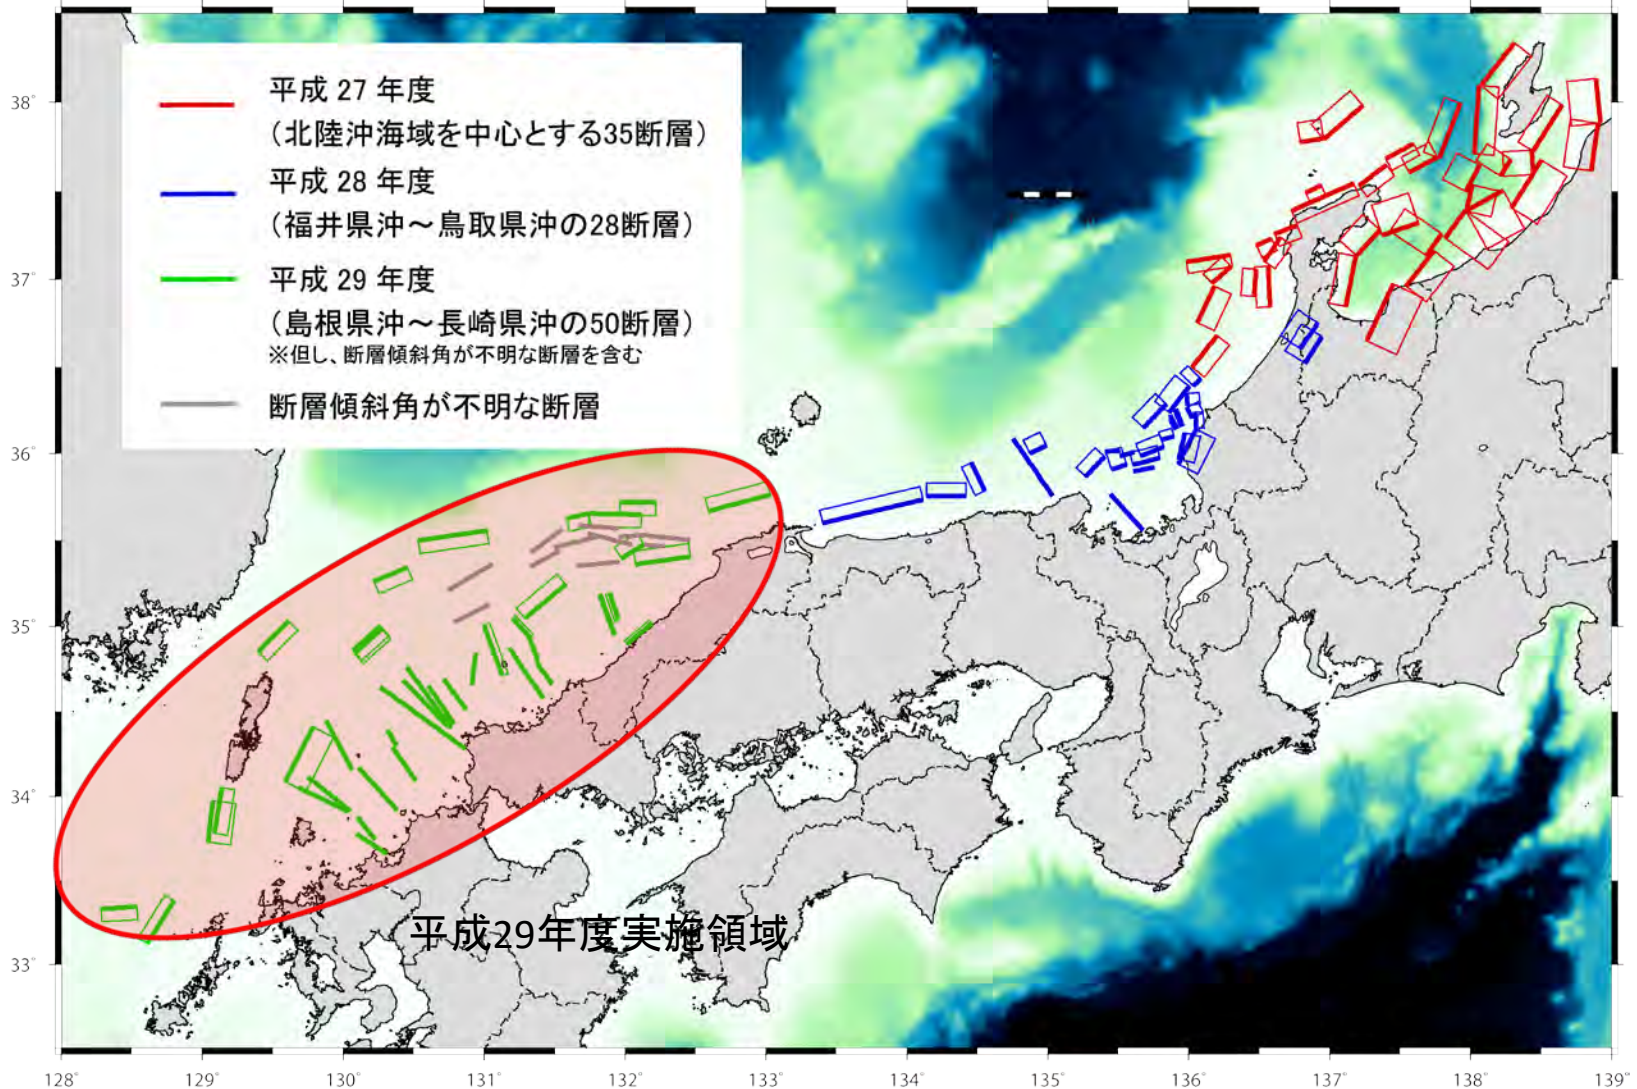 平成 27 年度
（北陸沖海域を中心とする35断層）
平成 28 年度
（福井県沖～鳥取県沖の28断層）
平成 29 年度
（島根県沖～長崎県沖の50断層）
※但し、断層傾斜角が不明な断層を含む
断層傾斜角が不明な断層
平成29年度実施領域
38°
37°
36°
35°
34°
33°
128° 129° 130° 131° 132° 133° 134° 135° 136° 137° 138° 139°